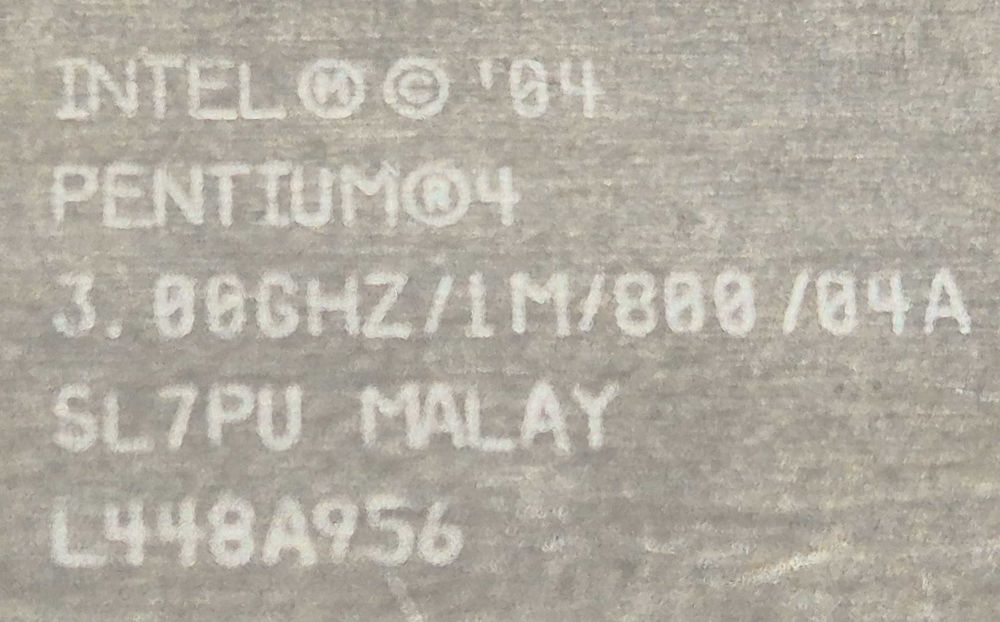 INTEL Ⓜ © '04
PENTIUM®4
3.00GHZ/1M/800/04A
SL7PU MALAY
L448A956